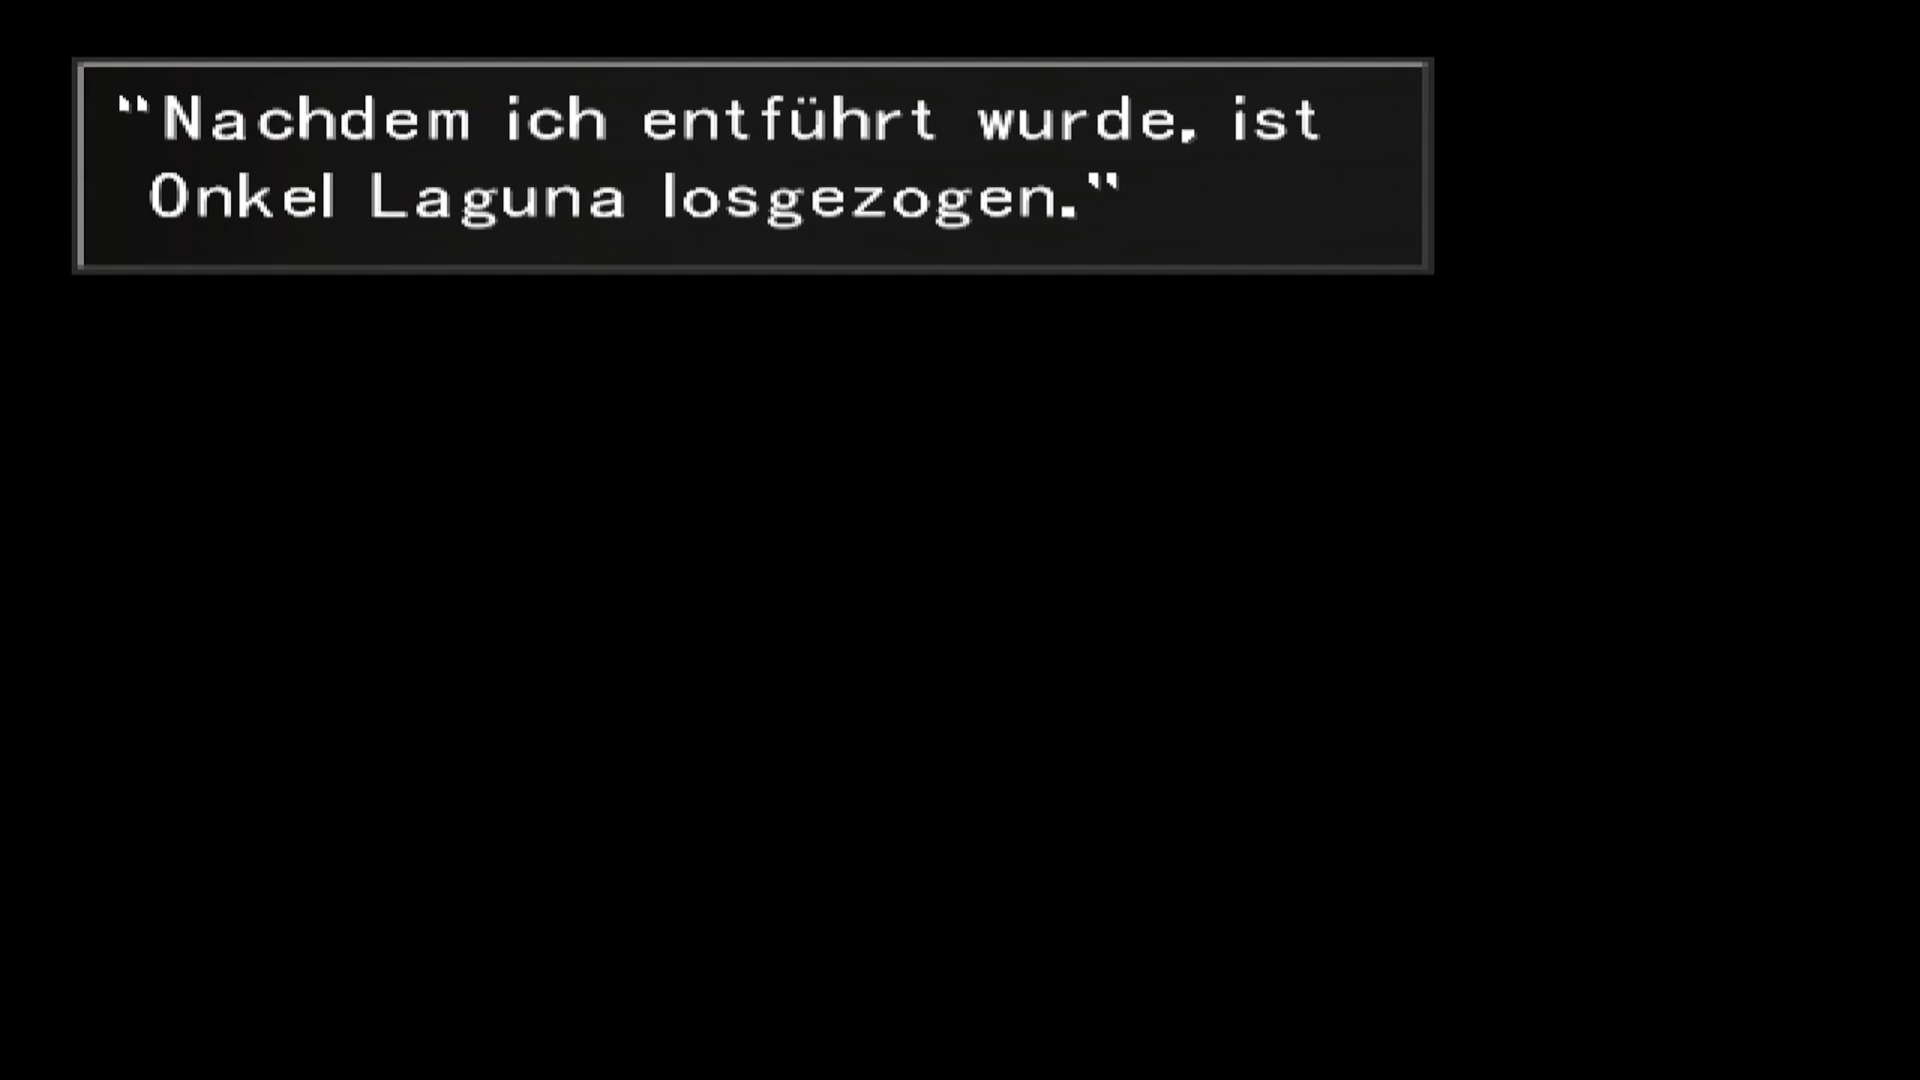 “Nachdem ich entführt wurde, ist
Onkel Laguna losgezogen.”